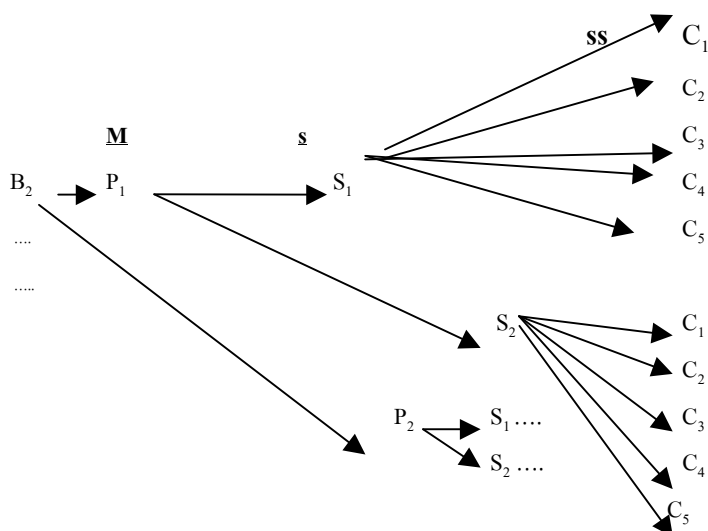 ss C₁
C₂
M s C₃
B₂ P₁ S₁ C₄
....
C₅
.....
S₂ C₁
C₂
P₂ S₁ .... C₃
S₂ .... C₄
C₅